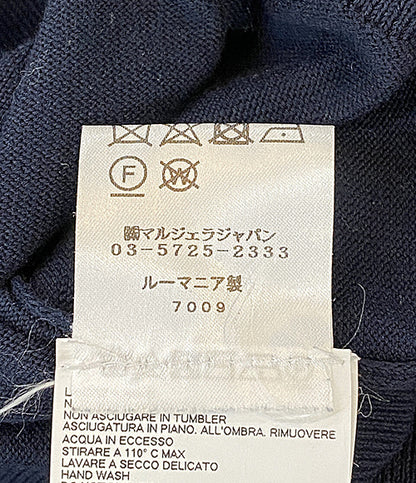 F
W
㈱マルジェラジャパン
03-5725-2333
ルーマニア製
7009
NON ASCIUGARE IN TUMBLER
ASCIUGATURA IN PIANO. ALL'OMBRA. RIMUOVERE
ACQUA IN ECCESSO
STIRARE A 110° C MAX
LAVARE A SECCO DELICATO
HAND WASH